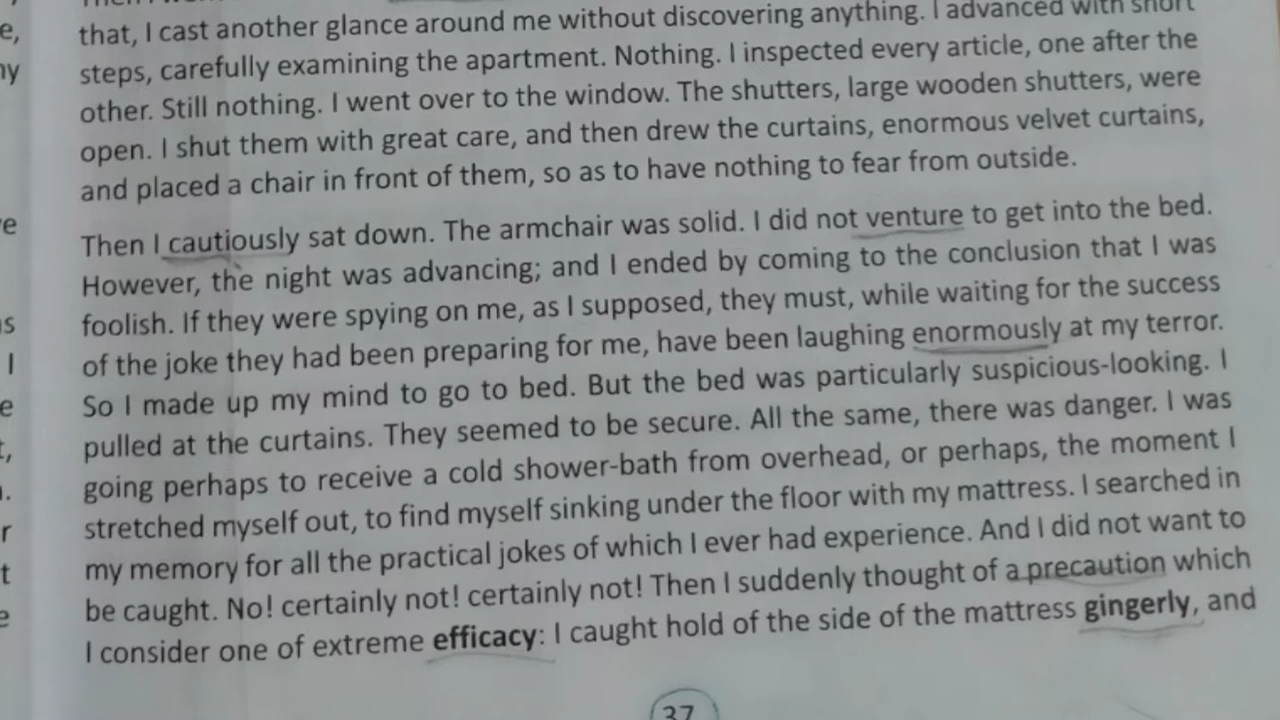 that, I cast another glance around me without discovering anything. I advanced with short
steps, carefully examining the apartment. Nothing. I inspected every article, one after the
other. Still nothing. I went over to the window. The shutters, large wooden shutters, were
open. I shut them with great care, and then drew the curtains, enormous velvet curtains,
and placed a chair in front of them, so as to have nothing to fear from outside.
Then I cautiously sat down. The armchair was solid. I did not venture to get into the bed.
However, the night was advancing; and I ended by coming to the conclusion that I was
foolish. If they were spying on me, as I supposed, they must, while waiting for the success
of the joke they had been preparing for me, have been laughing enormously at my terror.
So I made up my mind to go to bed. But the bed was particularly suspicious-looking. I
pulled at the curtains. They seemed to be secure. All the same, there was danger. I was
going perhaps to receive a cold shower-bath from overhead, or perhaps, the moment I
stretched myself out, to find myself sinking under the floor with my mattress. I searched in
my memory for all the practical jokes of which I ever had experience. And I did not want to
be caught. No! certainly not! certainly not! Then I suddenly thought of a precaution which
I consider one of extreme efficacy: I caught hold of the side of the mattress gingerly, and
37